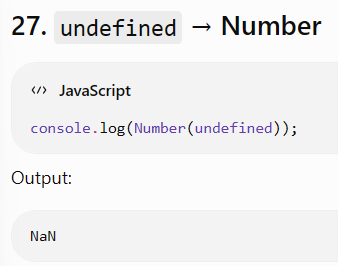 27. undefined → Number
</> JavaScript
console.log(Number(undefined));
Output:
NaN